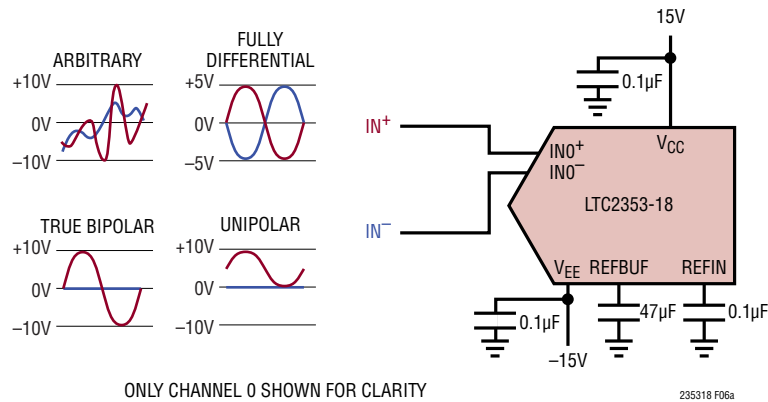 ARBITRARY
+10V
0V
–10V
FULLY
DIFFERENTIAL
+5V
0V
–5V
TRUE BIPOLAR
+10V
0V
–10V
UNIPOLAR
+10V
0V
–10V
IN+
IN–
15V
0.1µF
VCC
IN0+
IN0–
LTC2353-18
VEE
REFBUF
REFIN
0.1µF
47µF
0.1µF
–15V
ONLY CHANNEL 0 SHOWN FOR CLARITY
235318 F06a